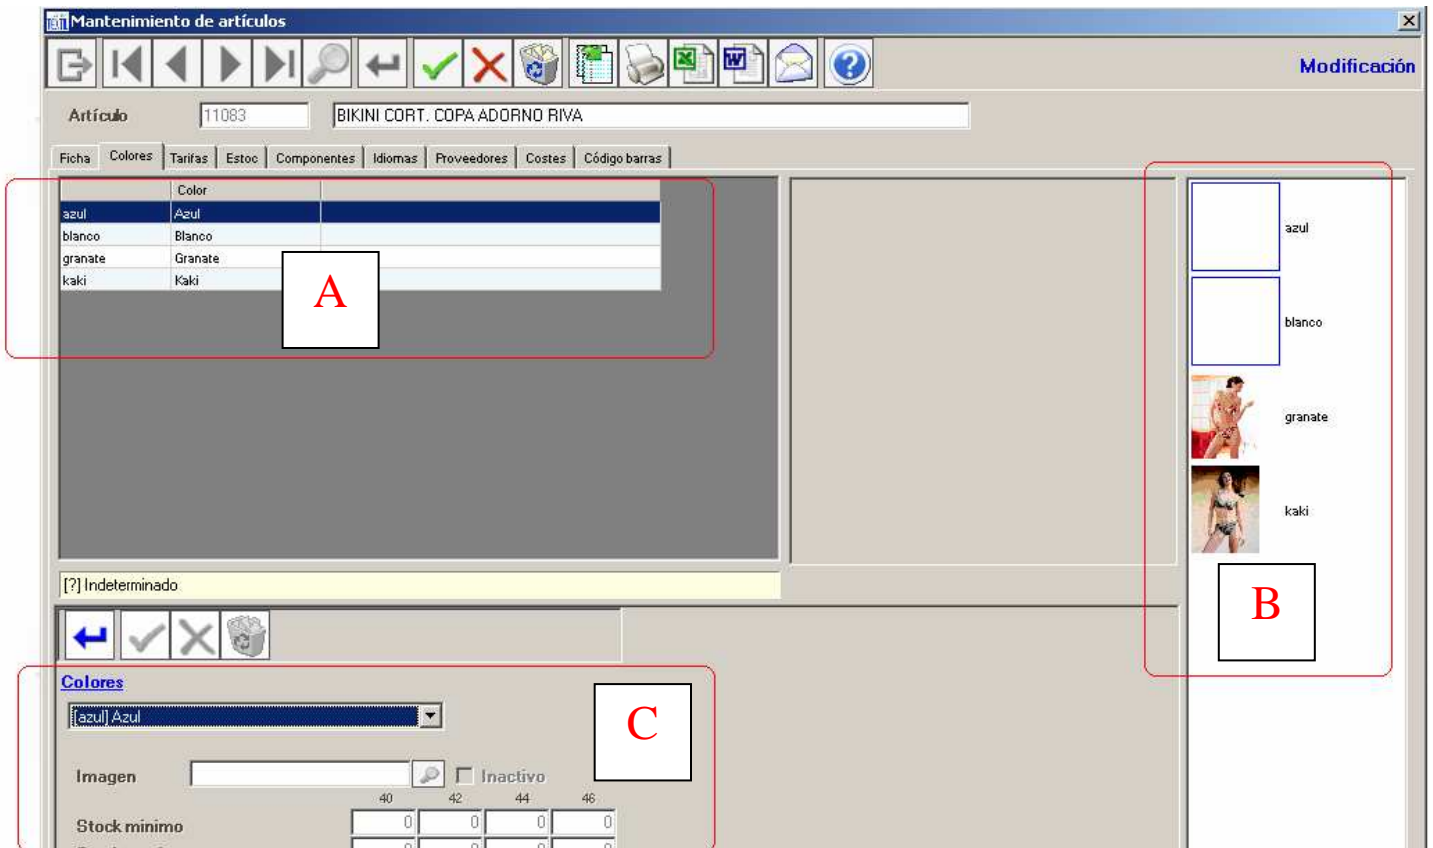 Mantenimiento de artículos
Modificación
Artículo 11083 BIKINI CORT. COPA ADORNO RIVA
Ficha Colores Tarifas Estoc Componentes Idiomas Proveedores Costes Código barras
Color
azul Azul
blanco Blanco
granate Granate
kaki Kaki
A
azul
blanco
granate
kaki
B
[?] Indeterminado
Colores
[azul] Azul
C
Imagen Inactivo
40 42 44 46
Stock minimo 0 0 0 0